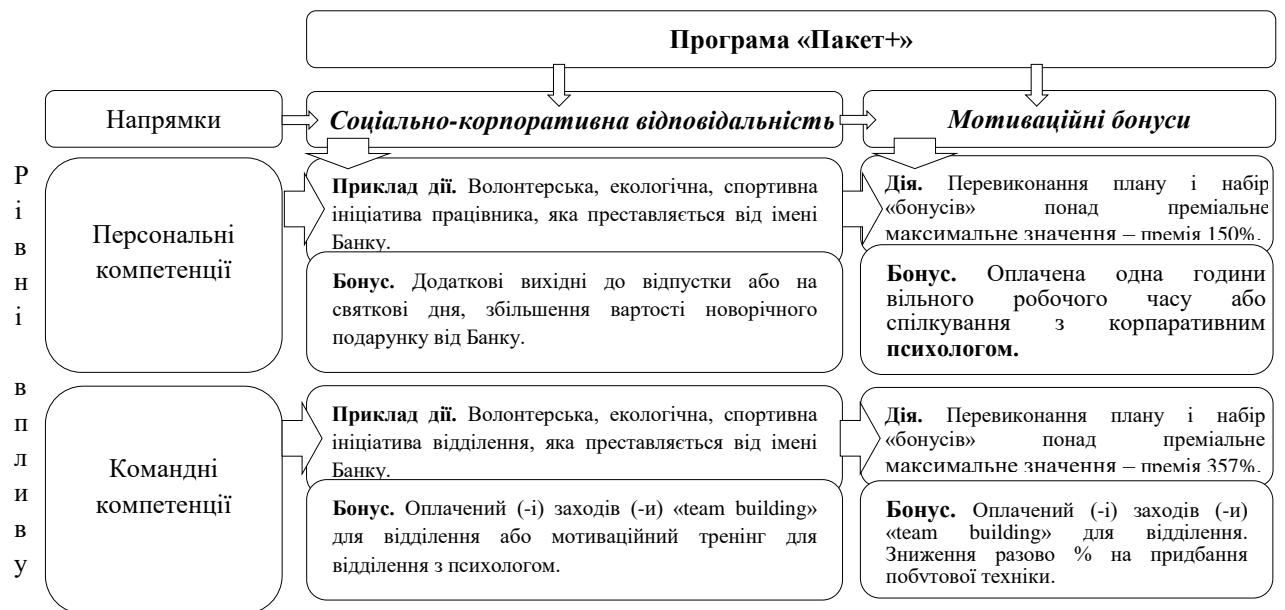 Програма «Пакет+»
Напрямки
Соціально-корпоративна відповідальність
Мотиваційні бонуси
Рівні впливу
Персональні
компетенції
Приклад дії. Волонтерська, екологічна, спортивна
ініціатива працівника, яка преставляється від імені
Банку.
Бонус. Додаткові вихідні до відпустки або на
святкові дня, збільшення вартості новорічного
подарунку від Банку.
Дія. Перевиконання плану і набір
«бонусів» понад преміальне
максимальне значення – премія 150%.
Бонус. Оплачена одна години
вільного робочого часу або
спілкування з корпаративним
психологом.
Командні
компетенції
Приклад дії. Волонтерська, екологічна, спортивна
ініціатива відділення, яка преставляється від імені
Банку.
Бонус. Оплачений (-і) заходів (-и) «team building»
для відділення або мотиваційний тренінг для
відділення з психологом.
Дія. Перевиконання плану і набір
«бонусів» понад преміальне
максимальне значення – премія 357%.
Бонус. Оплачений (-і) заходів (-и)
«team building» для відділення.
Зниження разово % на придбання
побутової техніки.